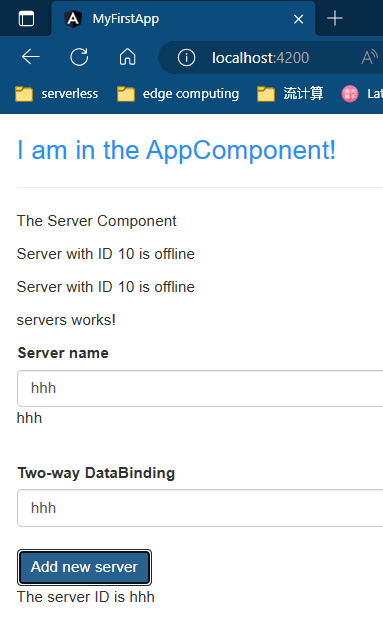 MyFirstApp
localhost:4200
serverless edge computing 流计算 Lat
I am in the AppComponent!
The Server Component
Server with ID 10 is offline
Server with ID 10 is offline
servers works!
Server name
hhh
hhh
Two-way DataBinding
hhh
Add new server
The server ID is hhh